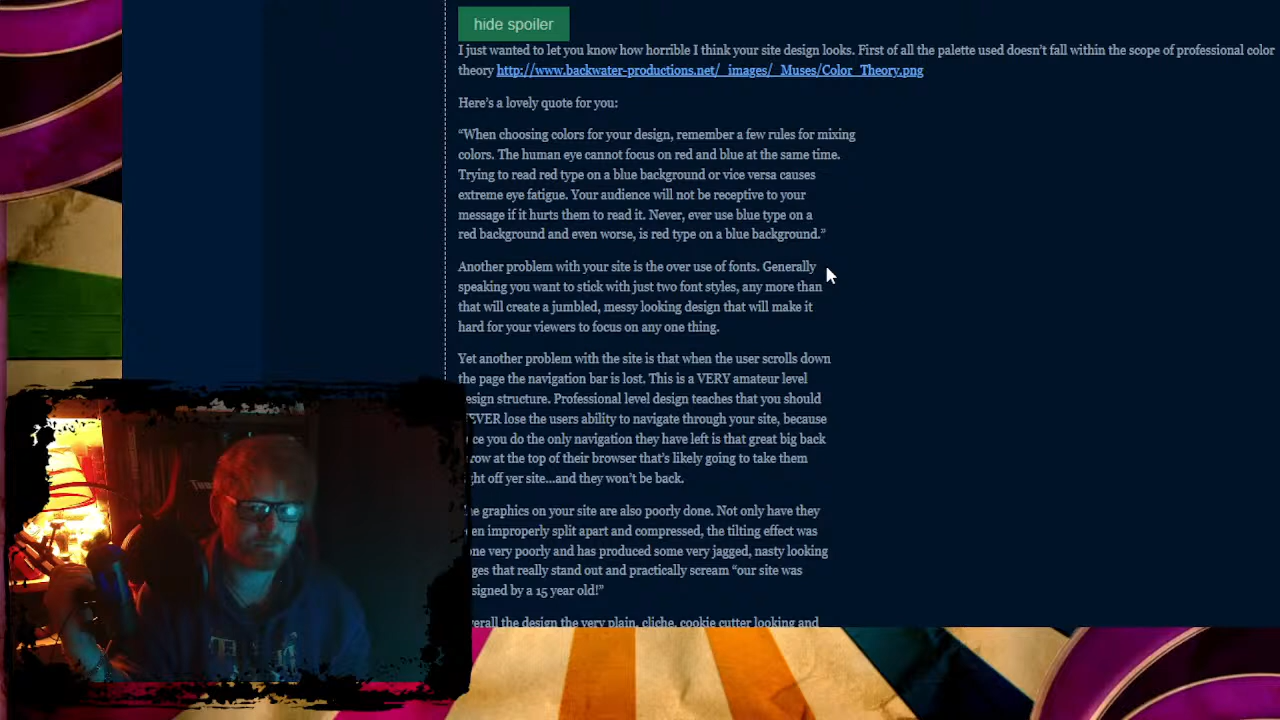 hide spoiler
I just wanted to let you know how horrible I think your site design looks. First of all the palette used doesn't fall within the scope of professional color
theory http://www.backwater-productions.net/_images/_Muses/Color_Theory.png
Here's a lovely quote for you:
“When choosing colors for your design, remember a few rules for mixing
colors. The human eye cannot focus on red and blue at the same time.
Trying to read red type on a blue background or vice versa causes
extreme eye fatigue. Your audience will not be receptive to your
message if it hurts them to read it. Never, ever use blue type on a
red background and even worse, is red type on a blue background.”
Another problem with your site is the over use of fonts. Generally
speaking you want to stick with just two font styles, any more than
that will create a jumbled, messy looking design that will make it
hard for your viewers to focus on any one thing.
Yet another problem with the site is that when the user scrolls down
the page the navigation bar is lost. This is a VERY amateur level
design structure. Professional level design teaches that you should
EVER lose the users ability to navigate through your site, because
ce you do the only navigation they have left is that great big back
row at the top of their browser that's likely going to take them
ght off yer site...and they won't be back.
e graphics on your site are also poorly done. Not only have they
en improperly split apart and compressed, the tilting effect was
one very poorly and has produced some very jagged, nasty looking
ges that really stand out and practically scream “our site was
signed by a 15 year old!”
verall the design the very plain, cliche, cookie cutter looking and